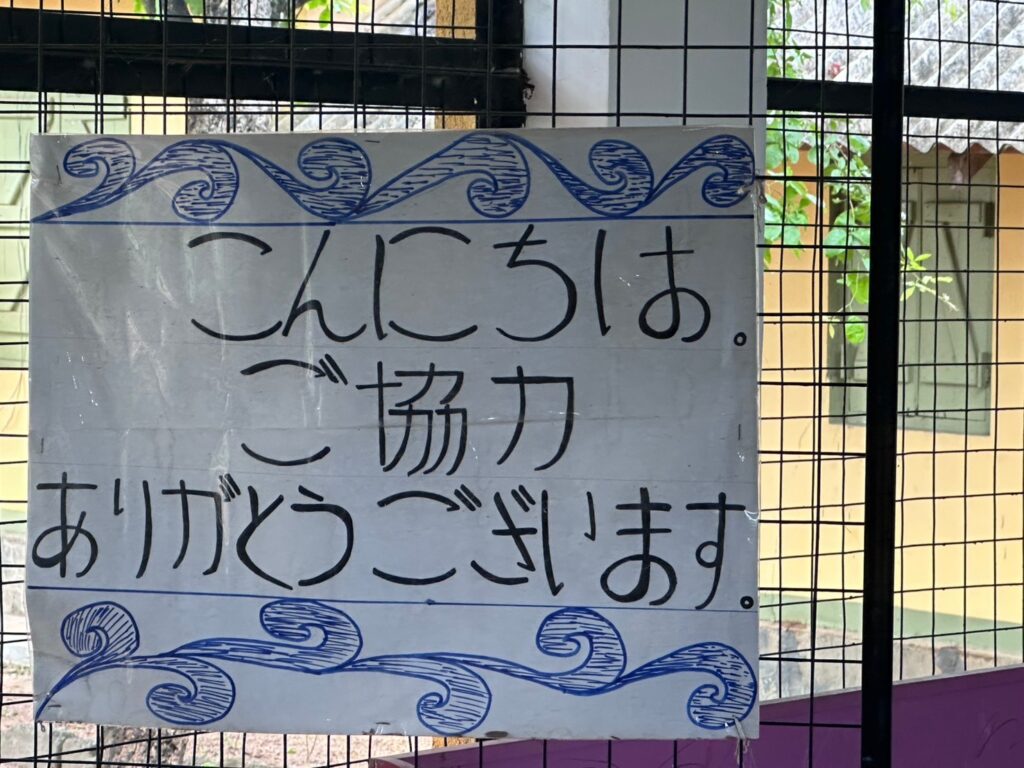 こんにちは。
ご協力
ありがとうございます。